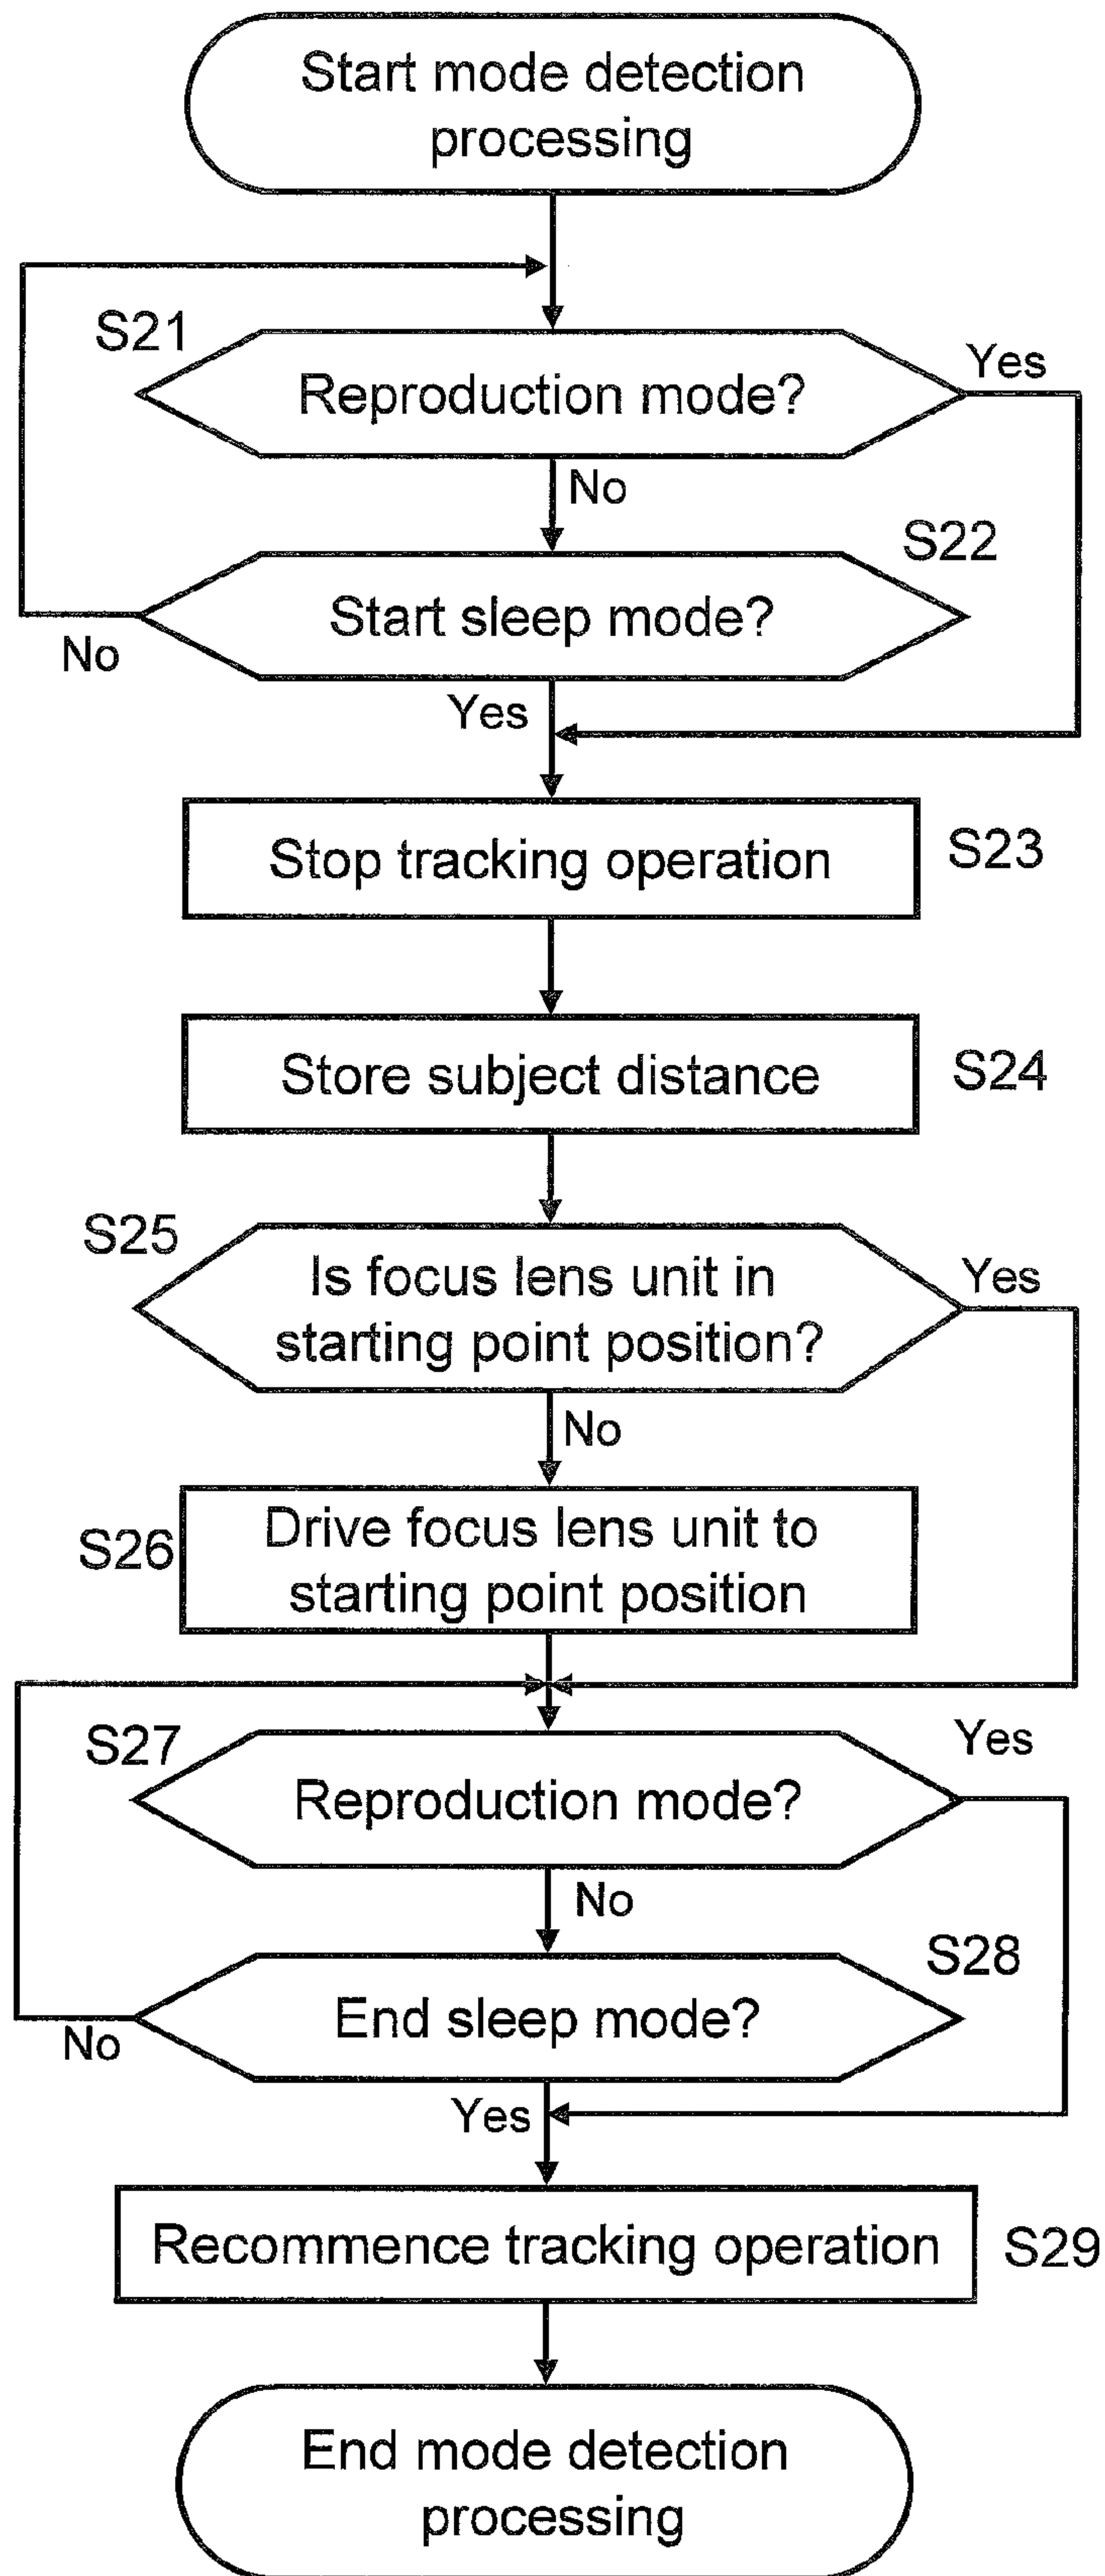 Start mode detection
processing
S21
Reproduction mode?
Yes
No
S22
Start sleep mode?
No
Yes
Stop tracking operation
S23
Store subject distance
S24
S25
Is focus lens unit in
starting point position?
Yes
No
S26
Drive focus lens unit to
starting point position
S27
Reproduction mode?
Yes
No
S28
End sleep mode?
No
Yes
Recommence tracking operation
S29
End mode detection
processing